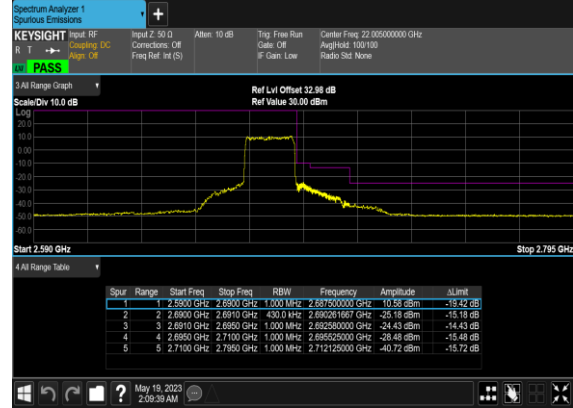 Spectrum Analyzer 1
Spurious Emissions
KEYSIGHT Input: RF Input Z: 50 Ω Atten: 10 dB Trig: Free Run Center Freq: 22.005000000 GHz
R T Coupling: DC Corrections: Off Gate: Off Avg|Hold: 100/100
Align: Off Freq Ref: Int (S) IF Gain: Low Radio Std: None
PASS
3 All Range Graph
Ref Lvl Offset 32.98 dB
Scale/Div 10.0 dB Ref Value 30.00 dBm
Log
20.0
10.0
0.00
-10.0
-20.0
-30.0
-40.0
-50.0
-60.0
Start 2.590 GHz Stop 2.795 GHz
4 All Range Table
Spur Range Start Freq Stop Freq RBW Frequency Amplitude ΔLimit
1 1 2.5900 GHz 2.6900 GHz 1.000 MHz 2.687500000 GHz 10.58 dBm -19.42 dB
2 2 2.6900 GHz 2.6910 GHz 430.0 kHz 2.690261667 GHz -25.18 dBm -15.18 dB
3 3 2.6910 GHz 2.6950 GHz 1.000 MHz 2.692580000 GHz -24.43 dBm -14.43 dB
4 4 2.6950 GHz 2.7100 GHz 1.000 MHz 2.695525000 GHz -28.48 dBm -15.48 dB
5 5 2.7100 GHz 2.7950 GHz 1.000 MHz 2.712125000 GHz -40.72 dBm -15.72 dB
May 19, 2023
2:09:39 AM